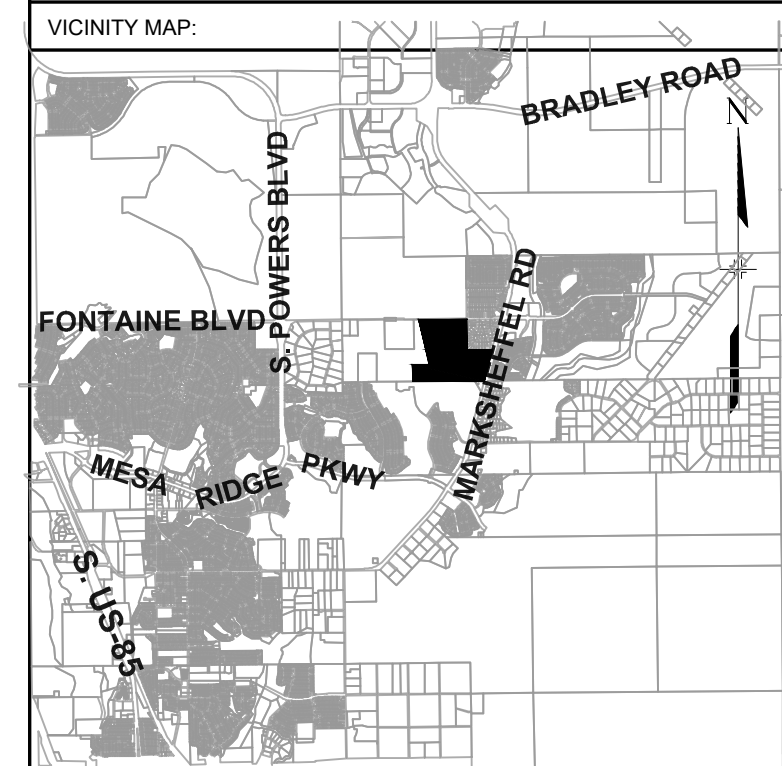 VICINITY MAP:
BRADLEY ROAD
N
S. POWERS BLVD
MARKSHEFFEL RD
FONTAINE BLVD
MESA RIDGE PKWY
S. US-85